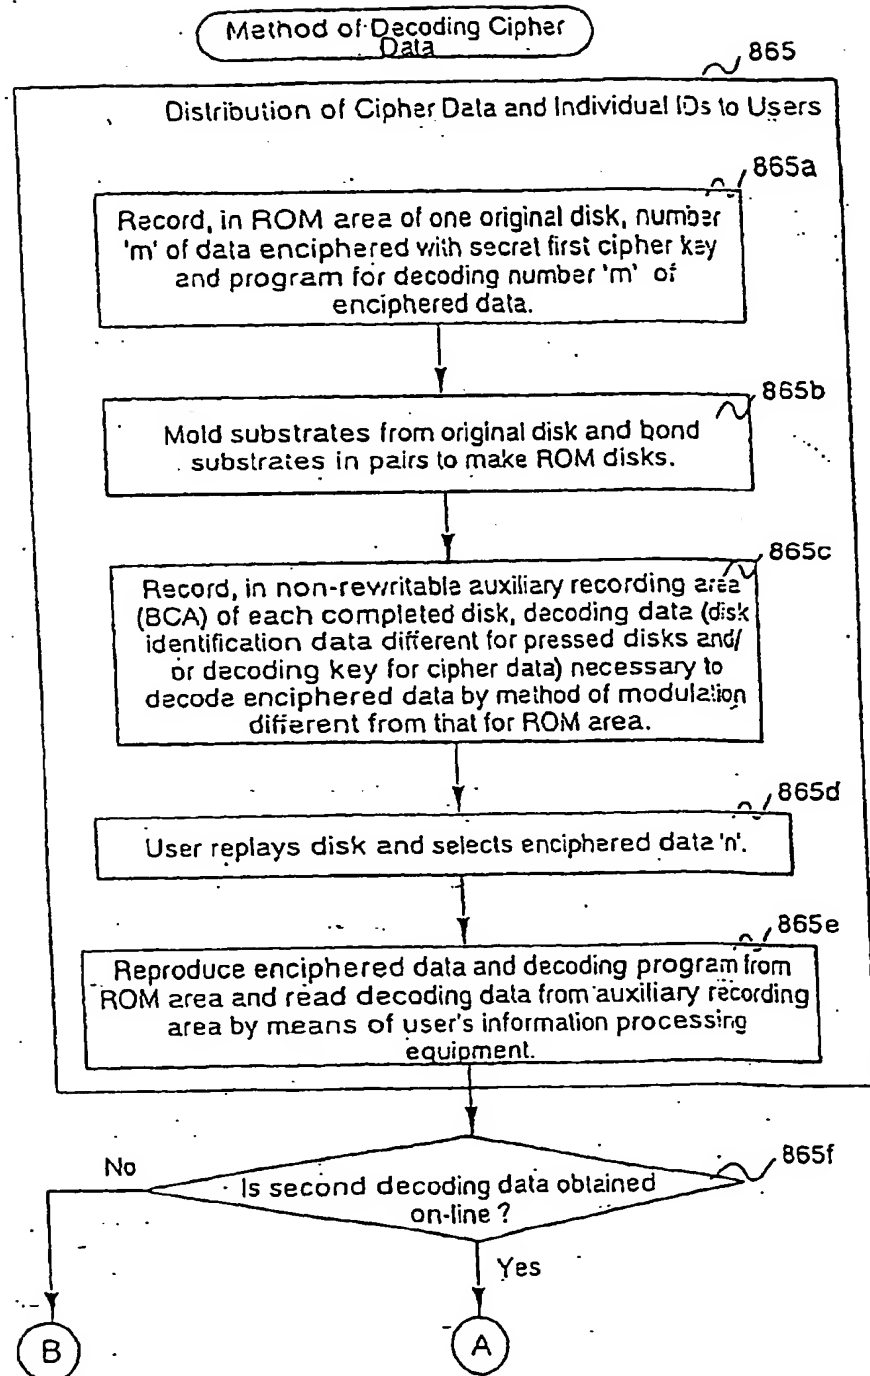 Method of Decoding Cipher
Data
865
Distribution of Cipher Data and Individual IDs to Users
865a
Record, in ROM area of one original disk, number
'm' of data enciphered with secret first cipher key
and program for decoding number 'm' of
enciphered data.
865b
Mold substrates from original disk and bond
substrates in pairs to make ROM disks.
865c
Record, in non-rewritable auxiliary recording area
(BCA) of each completed disk, decoding data (disk
identification data different for pressed disks and/
or decoding key for cipher data) necessary to
decode enciphered data by method of modulation
different from that for ROM area.
865d
User replays disk and selects enciphered data 'n'.
865e
Reproduce enciphered data and decoding program from
ROM area and read decoding data from auxiliary recording
area by means of user's information processing
equipment.
865f
No
Is second decoding data obtained
on-line ?
Yes
B
A